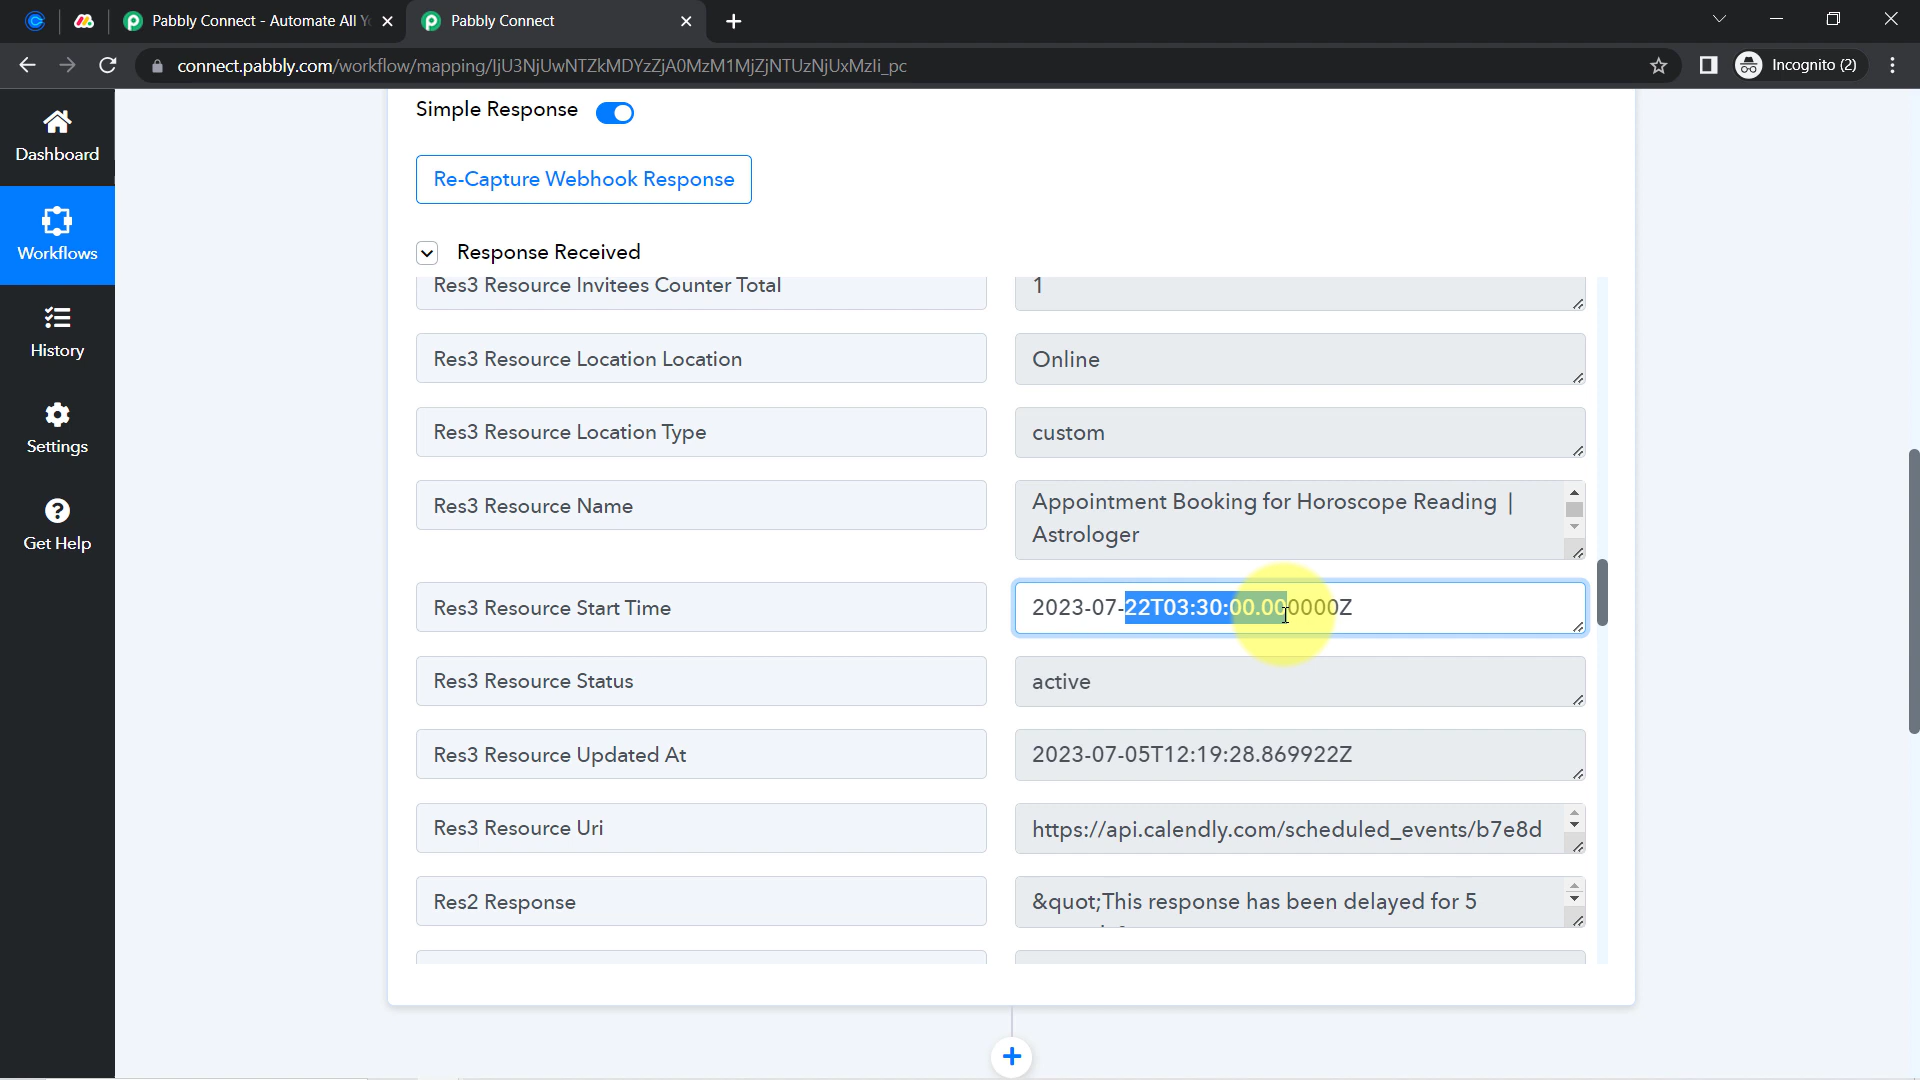 Pabbly Connect - Automate All Y
Pabbly Connect
connect.pabbly.com/workflow/mapping/IjU3NjUwNTZkMDYzZjA0MzM1MjZjNTUzNjUxMzIi_pc
Incognito (2)
Dashboard
Workflows
History
Settings
Get Help
Simple Response
Re-Capture Webhook Response
Response Received
Res3 Resource Invitees Counter Total
1
Res3 Resource Location Location
Online
Res3 Resource Location Type
custom
Res3 Resource Name
Appointment Booking for Horoscope Reading |
Astrologer
Res3 Resource Start Time
2023-07-22T03:30:00.000000Z
Res3 Resource Status
active
Res3 Resource Updated At
2023-07-05T12:19:28.869922Z
Res3 Resource Uri
https://api.calendly.com/scheduled_events/b7e8d
Res2 Response
&quot;This response has been delayed for 5